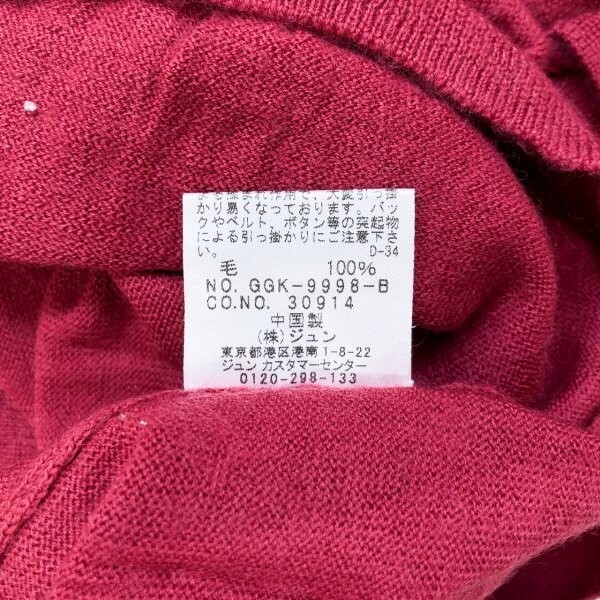 かり易くなっております。バッ
クやベルト、ボタン等の突起物
による引っ掛かりにご注意下さ
い。 D-34
毛 100%
NO. GGK-9998-B
CO.NO. 30914
中国製
(株)ジュン
東京都港区港南1-8-22
ジュン カスタマーセンター
0120-298-133